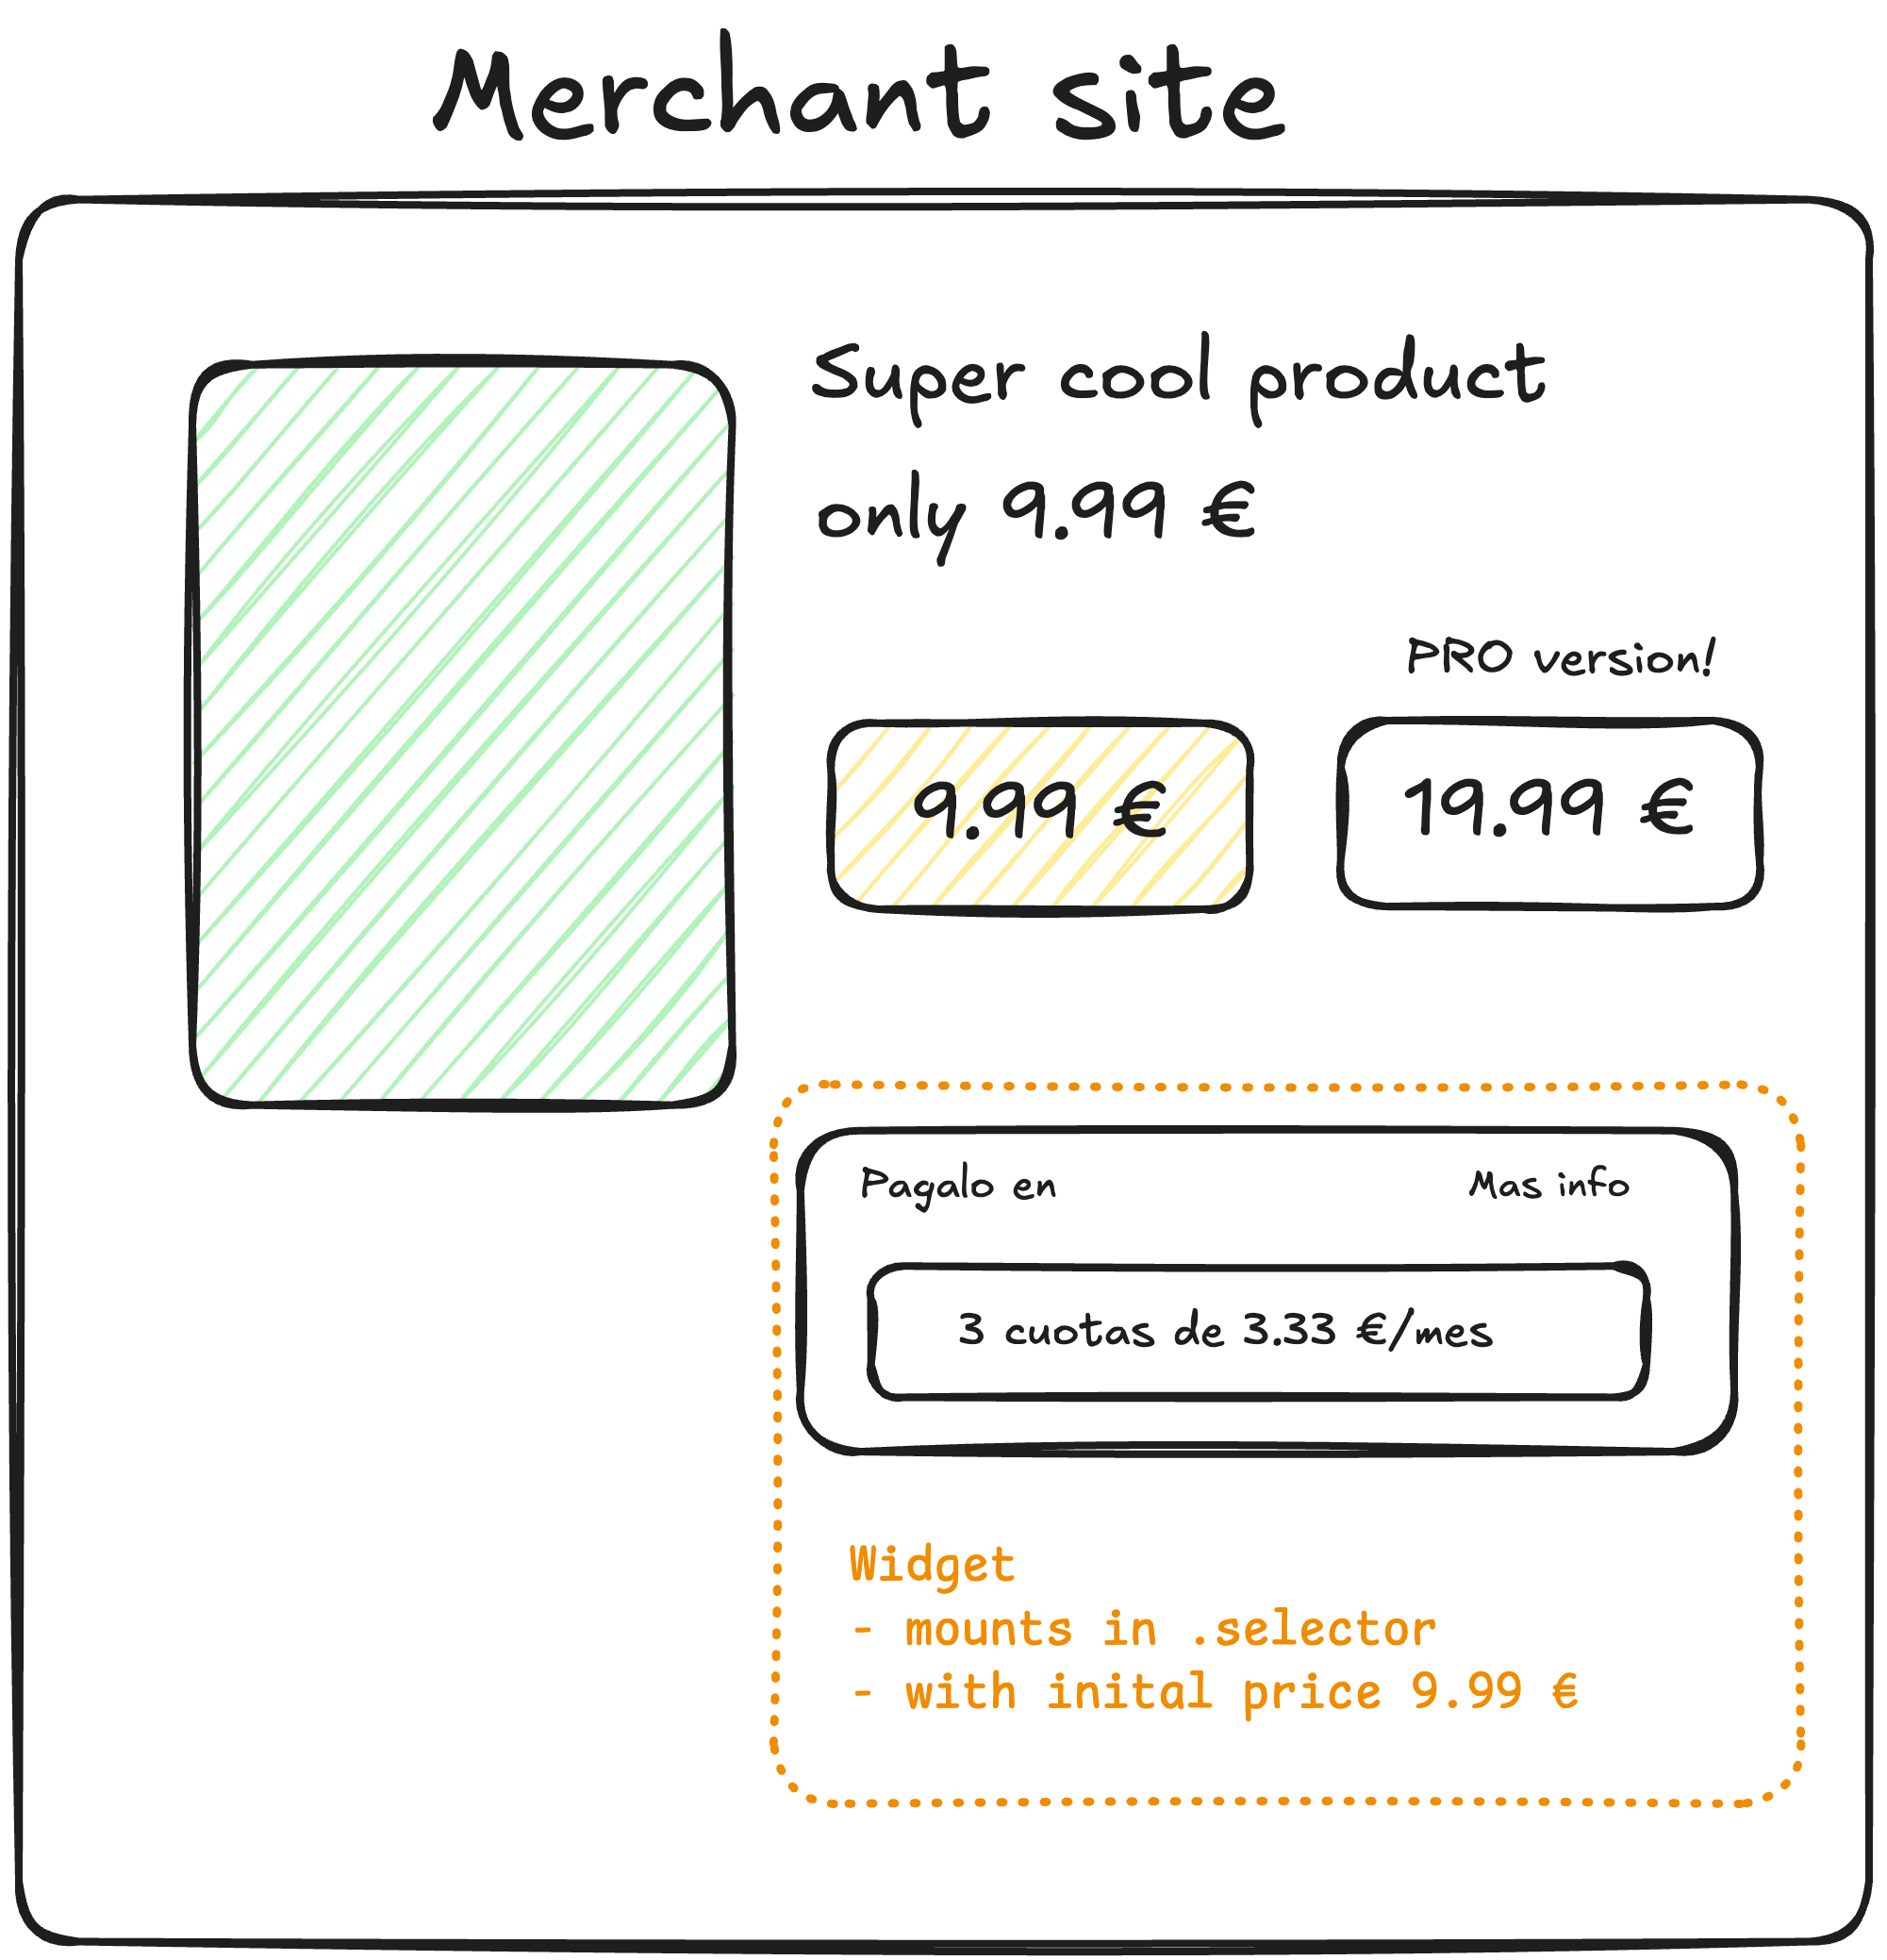 Merchant site
Super cool product
only 9.99 €
PRO version!
9.99 €
19.99 €
Pagalo en
Mas info
3 cuotas de 3.33 €/mes
Widget
- mounts in .selector
- with inital price 9.99 €